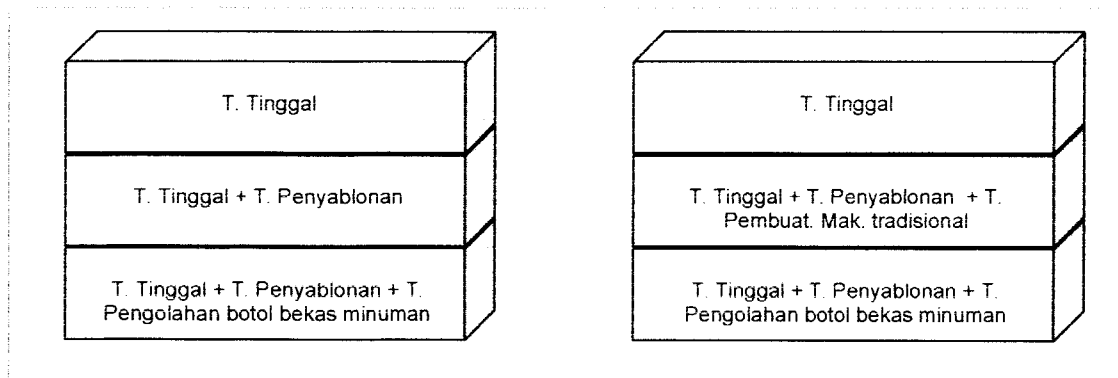 T. Tinggal
T. Tinggal + T. Penyablonan
T. Tinggal + T. Penyablonan + T.
Pengolahan botol bekas minuman
T. Tinggal
T. Tinggal + T. Penyablonan + T.
Pembuat. Mak. tradisional
T. Tinggal + T. Penyablonan + T.
Pengolahan botol bekas minuman